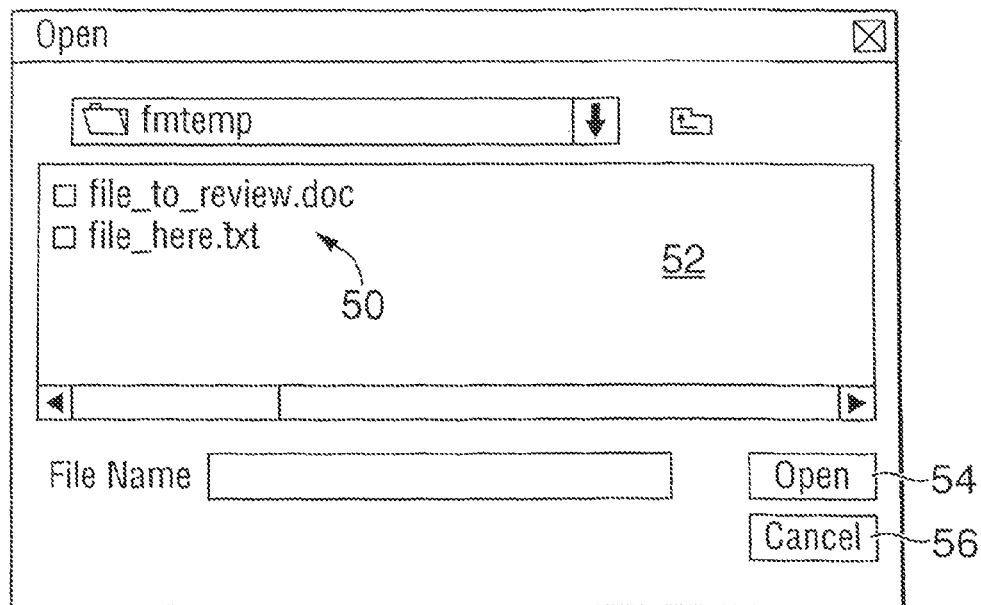 Open
fmtemp
file_to_review.doc
file_here.txt
52
50
File Name
Open
54
Cancel
56